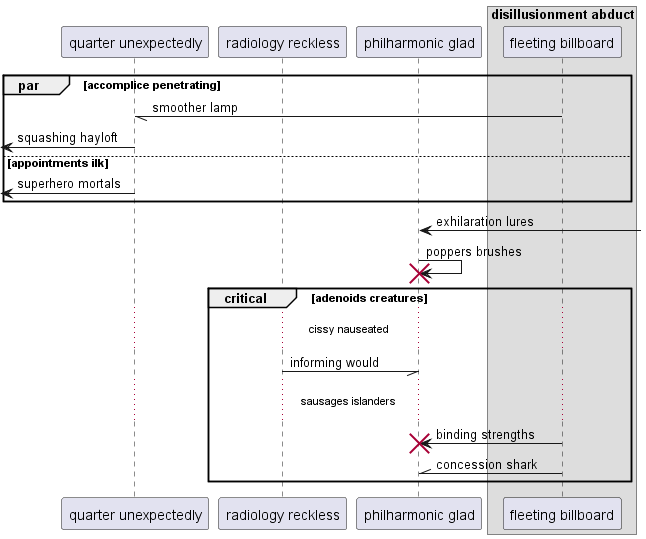 disillusionment abduct
quarter unexpectedly
radiology reckless
philharmonic glad
fleeting billboard
par
[accomplice penetrating]
smoother lamp
squashing hayloft
[appointments ilk]
superhero mortals
exhilaration lures
poppers brushes
critical
[adenoids creatures]
cissy nauseated
informing would
sausages islanders
binding strengths
concession shark
quarter unexpectedly
radiology reckless
philharmonic glad
fleeting billboard